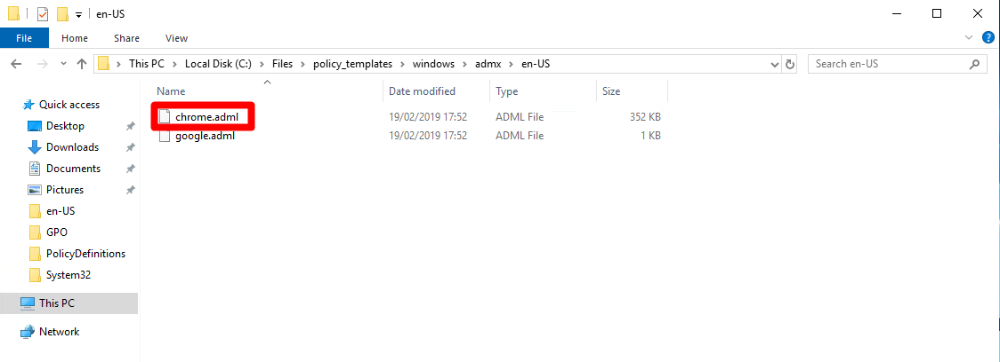 en-US
File Home Share View
This PC Local Disk (C:) Files policy_templates windows admx en-US Search en-US
Name Date modified Type Size
Quick access
Desktop
Downloads
Documents
Pictures
en-US
GPO
PolicyDefinitions
System32
This PC
Network
chrome.adml 19/02/2019 17:52 ADML File 352 KB
google.adml 19/02/2019 17:52 ADML File 1 KB